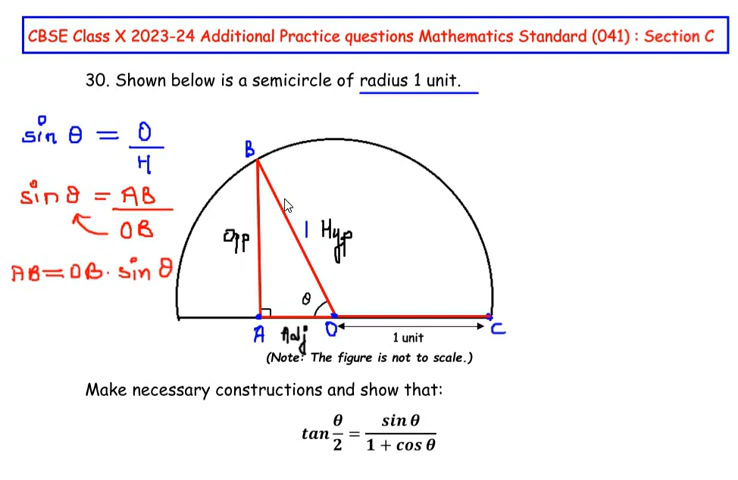 CBSE Class X 2023-24 Additional Practice questions Mathematics Standard (041) : Section C
30. Shown below is a semicircle of radius 1 unit.
sin θ = O/H
sin θ = AB/OB
AB = OB · sin θ
B
Opp
1 Hyp
θ
A Adj O C
1 unit
(Note: The figure is not to scale.)
Make necessary constructions and show that:
tan θ/2 = sin θ / 1 + cos θ